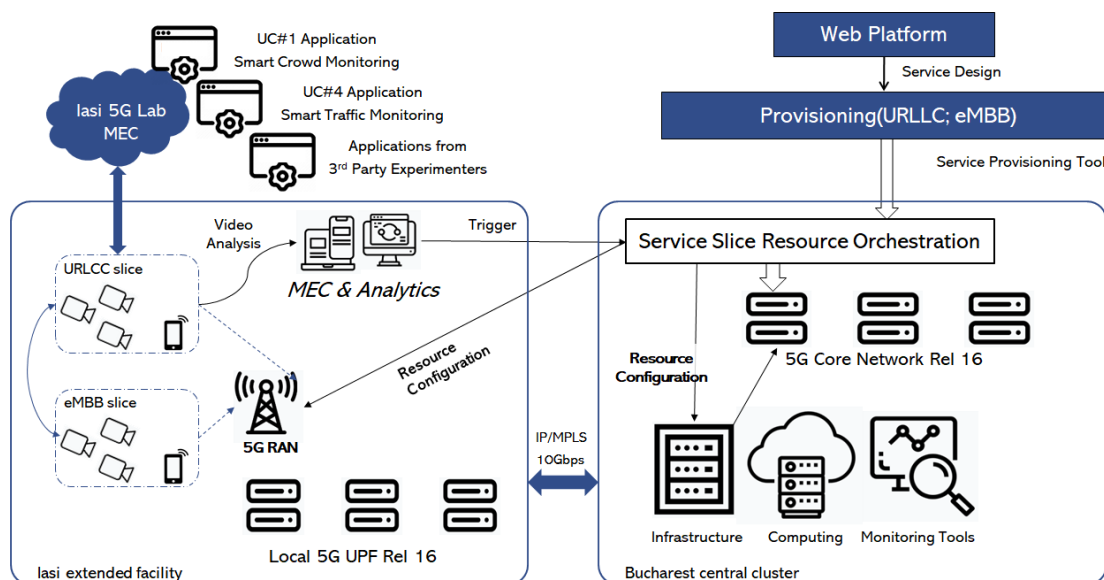 UC#1 Application
Smart Crowd Monitoring
Iasi 5G Lab
MEC
UC#4 Application
Smart Traffic Monitoring
Applications from
3rd Party Experimenters
Web Platform
Service Design
Provisioning(URLLC; eMBB)
Service Provisioning Tool
Video
Analysis
Trigger
URLCC slice
MEC & Analytics
Service Slice Resource Orchestration
Resource
Configuration
5G Core Network Rel 16
Resource
Configuration
eMBB slice
5G RAN
IP/MPLS
10Gbps
Local 5G UPF Rel 16
Iasi extended facility
Infrastructure
Computing
Monitoring Tools
Bucharest central cluster